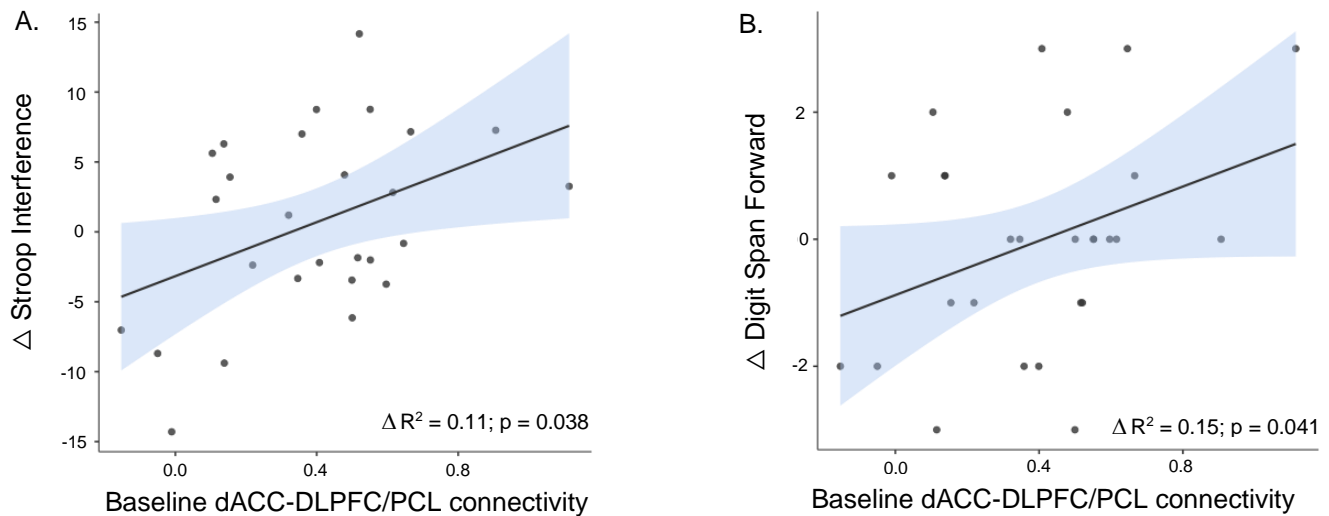 A.
15
10
5
0
-5
-10
-15
△ Stroop Interference
Δ R² = 0.11; p = 0.038
0.0 0.4 0.8
Baseline dACC-DLPFC/PCL connectivity
B.
2
0
-2
△ Digit Span Forward
Δ R² = 0.15; p = 0.041
0.0 0.4 0.8
Baseline dACC-DLPFC/PCL connectivity